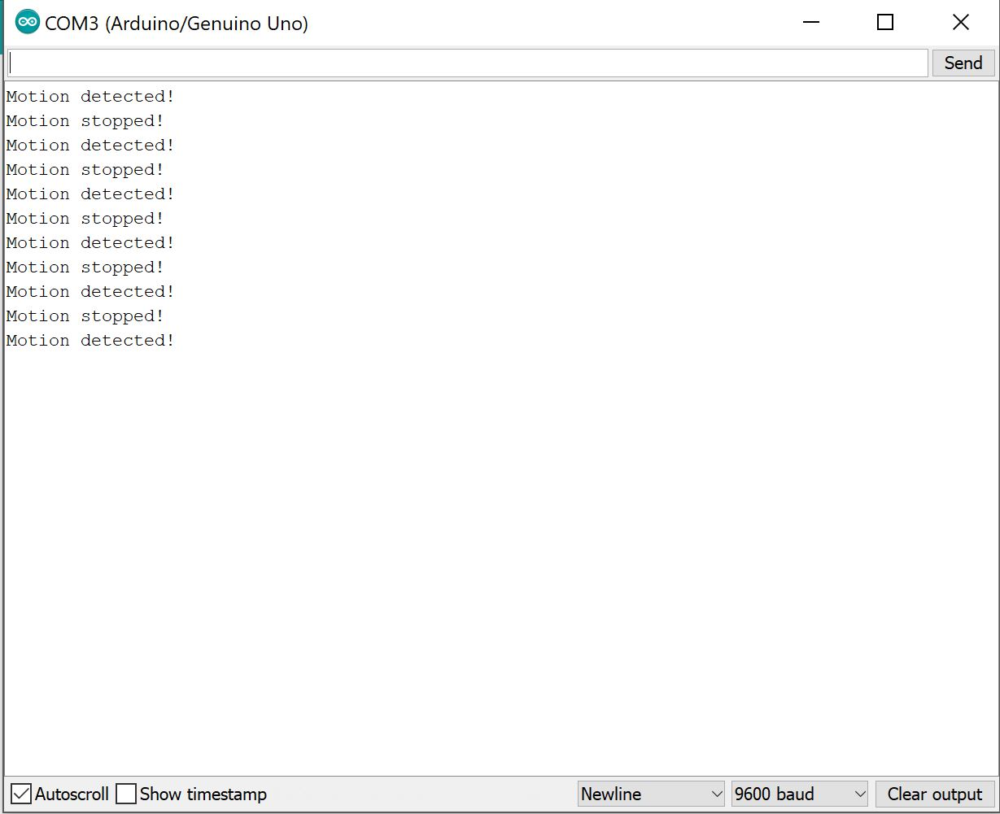 COM3 (Arduino/Genuino Uno)
Send
Motion detected!
Motion stopped!
Motion detected!
Motion stopped!
Motion detected!
Motion stopped!
Motion detected!
Motion stopped!
Motion detected!
Motion stopped!
Motion detected!
Autoscroll Show timestamp Newline 9600 baud Clear output